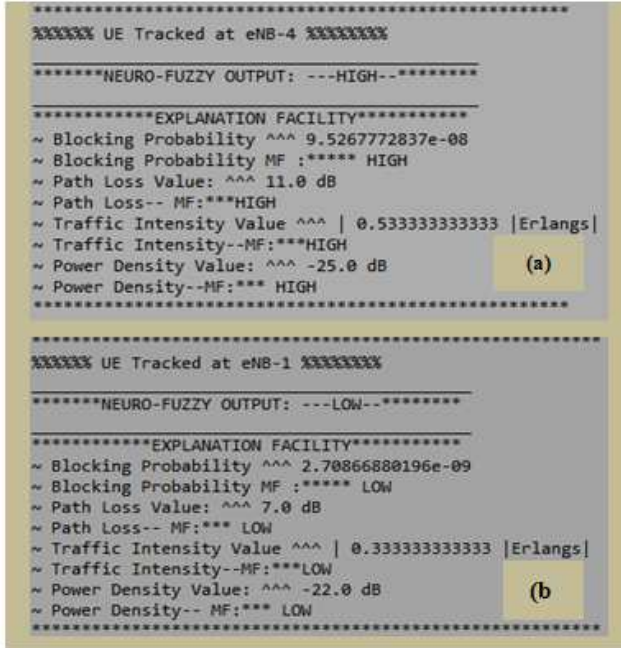 *******************************************************
%%%%%% UE Tracked at eNB-4 %%%%%%%%
*******NEURO-FUZZY OUTPUT: ---HIGH--********
************EXPLANATION FACILITY***********
~ Blocking Probability ^^^ 9.5267772837e-08
~ Blocking Probability MF :***** HIGH
~ Path Loss Value: ^^^ 11.0 dB
~ Path Loss-- MF:***HIGH
~ Traffic Intensity Value ^^^ | 0.533333333333 |Erlangs|
~ Traffic Intensity--MF:***HIGH
~ Power Density Value: ^^^ -25.0 dB
(a)
~ Power Density--MF:*** HIGH
*******************************************************
**********************************************************
%%%%%% UE Tracked at eNB-1 %%%%%%%%
*******NEURO-FUZZY OUTPUT: ---LOW--********
************EXPLANATION FACILITY***********
~ Blocking Probability ^^^ 2.70866880196e-09
~ Blocking Probability MF :***** LOW
~ Path Loss Value: ^^^ 7.0 dB
~ Path Loss-- MF:*** LOW
~ Traffic Intensity Value ^^^ | 0.333333333333 |Erlangs|
~ Traffic Intensity--MF:***LOW
~ Power Density Value: ^^^ -22.0 dB
(b
~ Power Density-- MF:*** LOW
**********************************************************